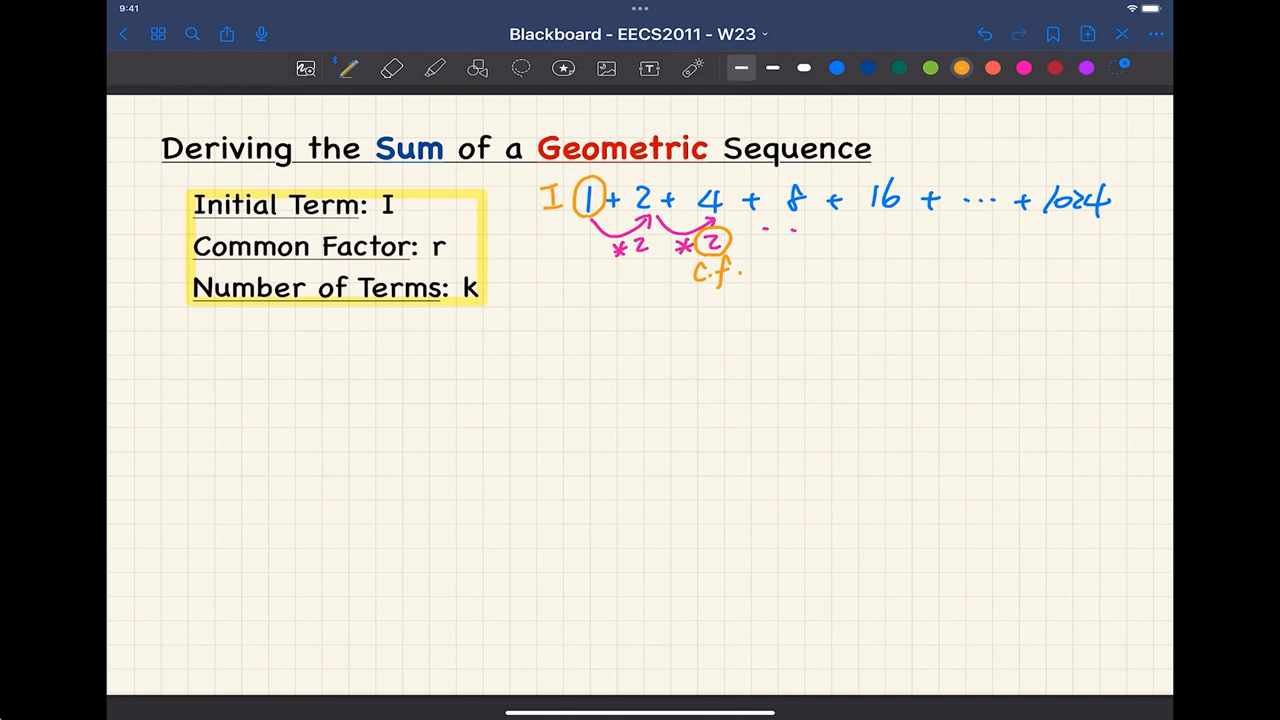 9:41
Blackboard - EECS2011 - W23
Deriving the Sum of a Geometric Sequence
Initial Term: I
Common Factor: r
Number of Terms: k
I 1 + 2 + 4 + 8 + 16 + ... + 1024
*2 *2 ..
c.f.